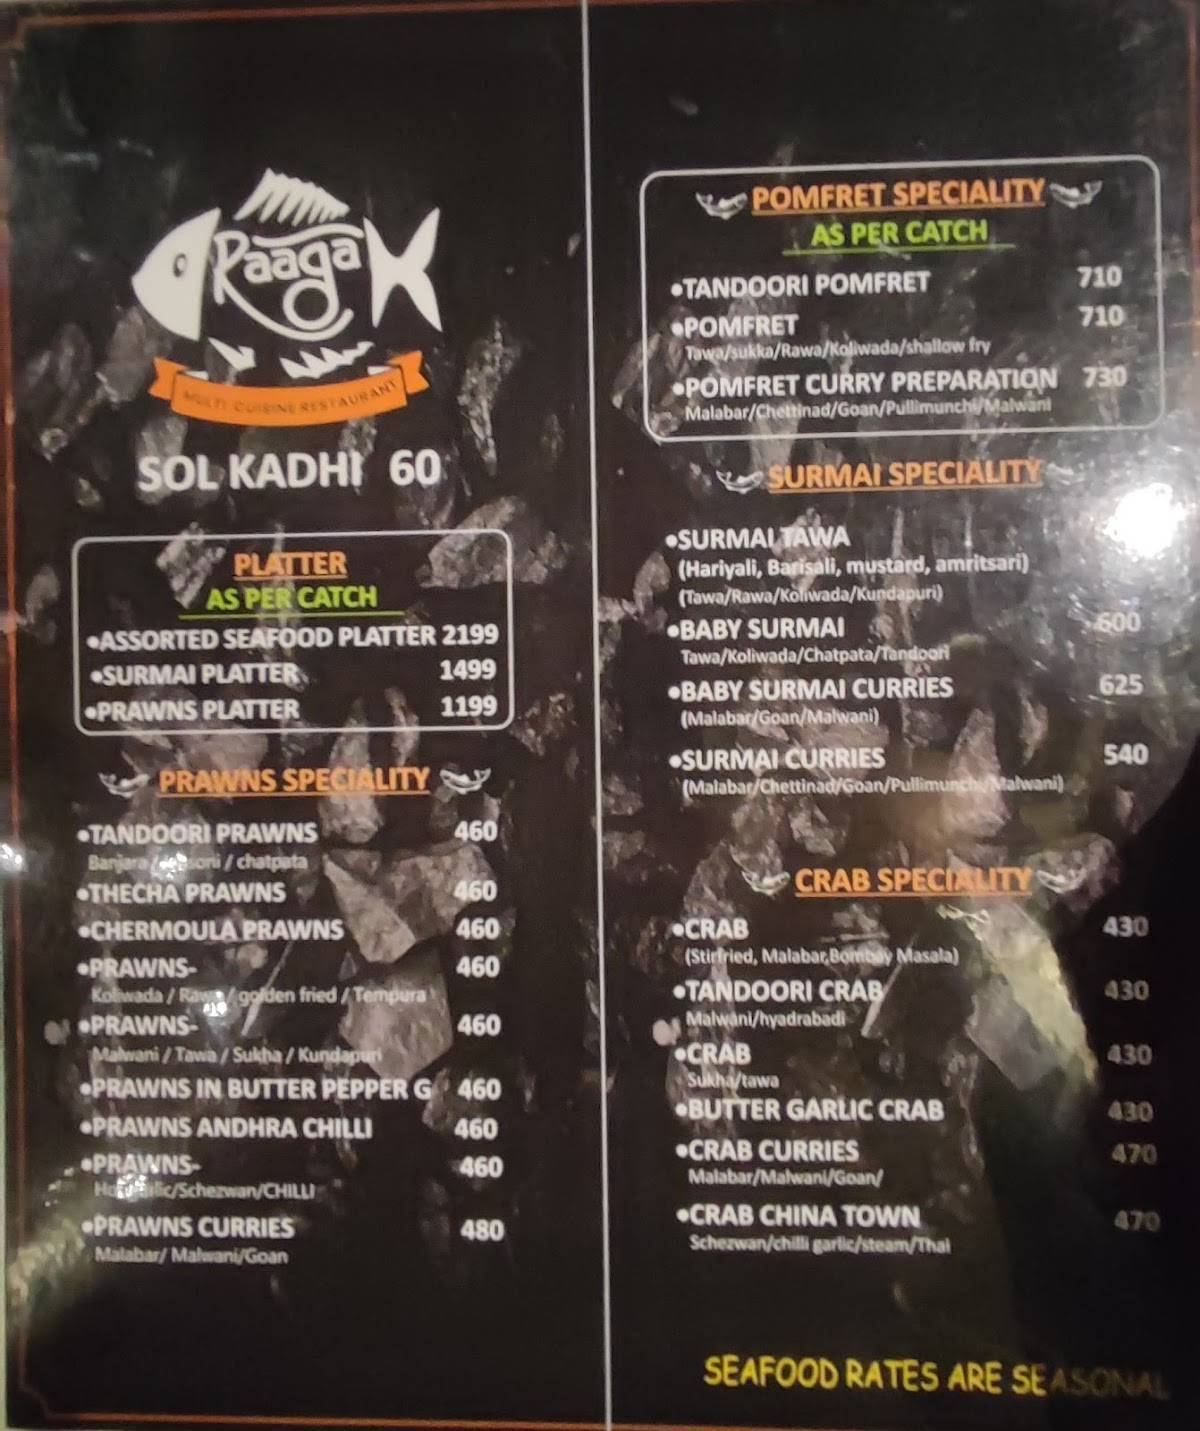 Raaga
MULTI CUISINE RESTAURANT
SOL KADHI 60
PLATTER
AS PER CATCH
•ASSORTED SEAFOOD PLATTER 2199
•SURMAI PLATTER 1499
•PRAWNS PLATTER 1199
PRAWNS SPECIALITY
•TANDOORI PRAWNS 460
Banjara / / chatpata
•THECHA PRAWNS 460
•CHERMOULA PRAWNS 460
•PRAWNS- 460
Koliwada / Rawa / golden fried / Tempura
•PRAWNS- 460
Malwani / Tawa / Sukha / Kundapuri
•PRAWNS IN BUTTER PEPPER G 460
•PRAWNS ANDHRA CHILLI 460
•PRAWNS- 460
/Schezwan/CHILLI
•PRAWNS CURRIES 480
Malabar/ Malwani/Goan
POMFRET SPECIALITY
AS PER CATCH
•TANDOORI POMFRET 710
•POMFRET 710
Tawa/sukka/Rawa/Koliwada/shallow fry
•POMFRET CURRY PREPARATION 730
Malabar/Chettinad/Goan/Pullimunchi/Malwani
SURMAI SPECIALITY
•SURMAI TAWA
(Hariyali, Barisali, mustard, amritsari)
(Tawa/Rawa/Koliwada/Kundapuri)
•BABY SURMAI 600
Tawa/Koliwada/Chatpata/Tandoori
•BABY SURMAI CURRIES 625
(Malabar/Goan/Malwani)
•SURMAI CURRIES 540
(Malabar/Chettinad/Goan/Pullimunchi/Malwani)
CRAB SPECIALITY
•CRAB 430
(Stirfried, Malabar,Bombay Masala)
•TANDOORI CRAB 430
Malwani/hyadrabadi
•CRAB 430
Sukha/tawa
•BUTTER GARLIC CRAB 430
•CRAB CURRIES 470
Malabar/Malwani/Goan/
•CRAB CHINA TOWN 470
Schezwan/chilli garlic/steam/Thai
SEAFOOD RATES ARE SEASONAL